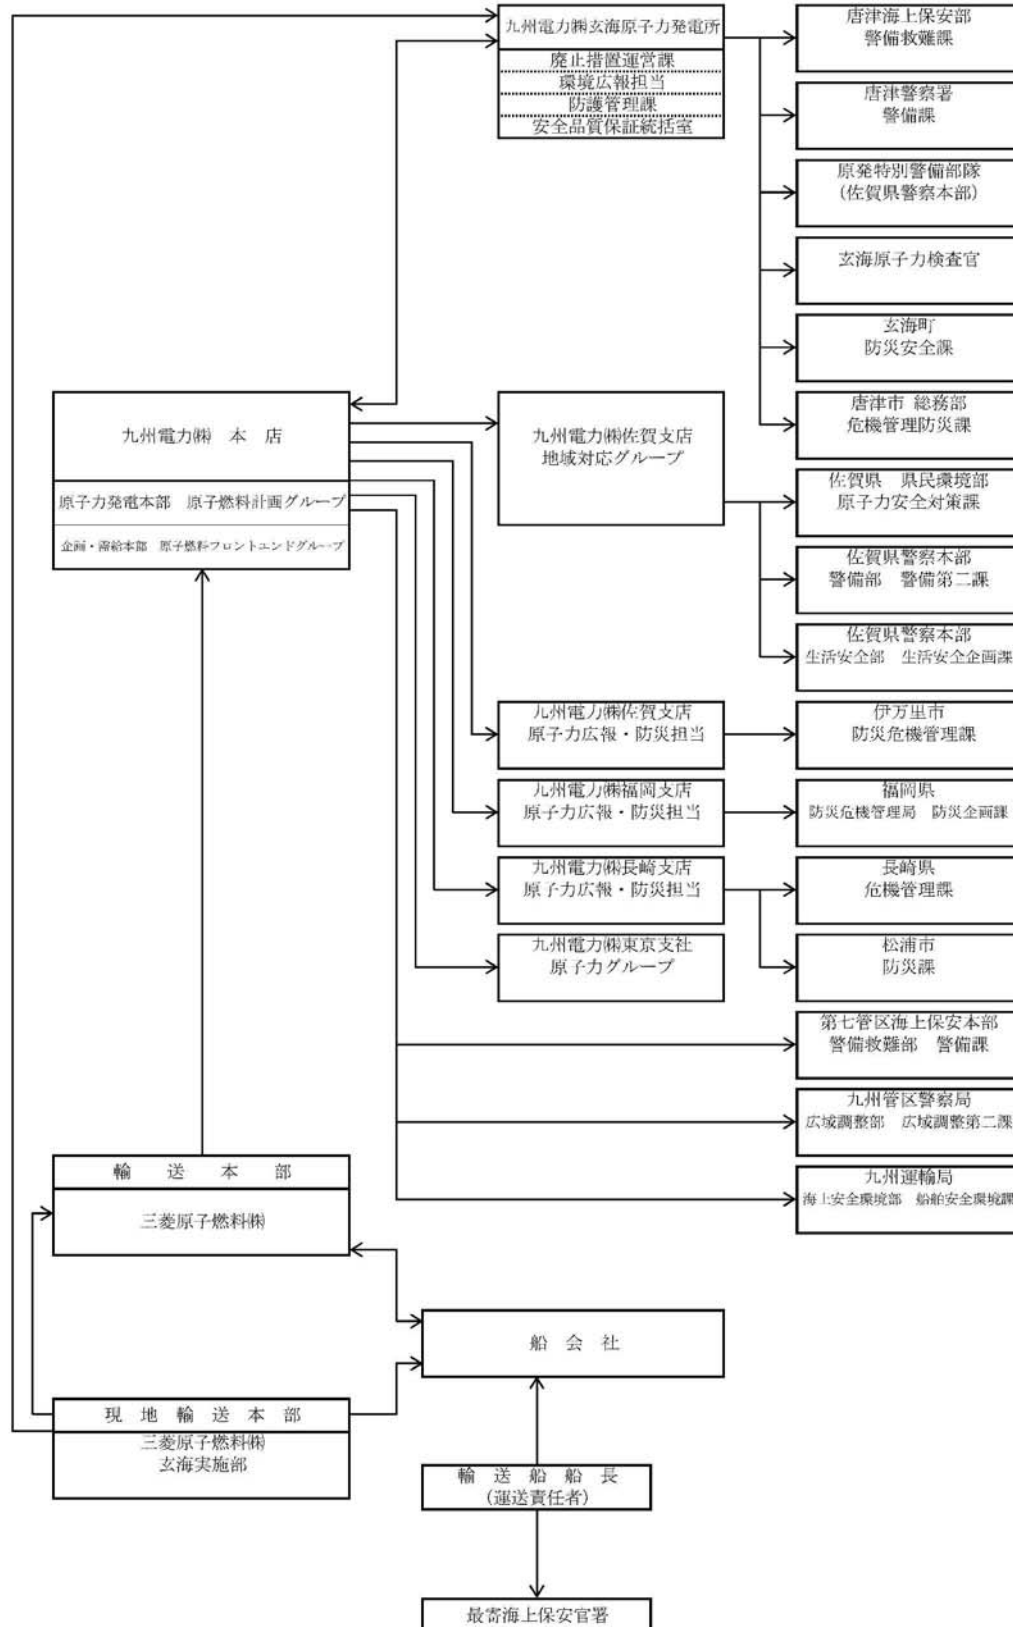 九州電力㈱玄海原子力発電所
廃止措置運営課
環境広報担当
防護管理課
安全品質保証統括室
唐津海上保安部
警備救難課
唐津警察署
警備課
原発特別警備部隊
(佐賀県警察本部)
玄海原子力検査官
玄海町
防災安全課
唐津市 総務部
危機管理防災課
九州電力㈱ 本 店
原子力発電本部 原子燃料計画グループ
企画・需給本部 原子燃料フロントエンドグループ
九州電力㈱佐賀支店
地域対応グループ
佐賀県 県民環境部
原子力安全対策課
佐賀県警察本部
警備部 警備第二課
佐賀県警察本部
生活安全部 生活安全企画課
九州電力㈱佐賀支店
原子力広報・防災担当
伊万里市
防災危機管理課
九州電力㈱福岡支店
原子力広報・防災担当
福岡県
防災危機管理局 防災企画課
九州電力㈱長崎支店
原子力広報・防災担当
長崎県
危機管理課
九州電力㈱東京支社
原子力グループ
松浦市
防災課
第七管区海上保安本部
警備救難部 警備課
九州管区警察局
広域調整部 広域調整第二課
九州運輸局
海上安全環境部 船舶安全環境課
輸 送 本 部
三菱原子燃料㈱
船 会 社
現 地 輸 送 本 部
三菱原子燃料㈱
玄海実施部
輸 送 船 船 長
(運送責任者)
最寄海上保安官署